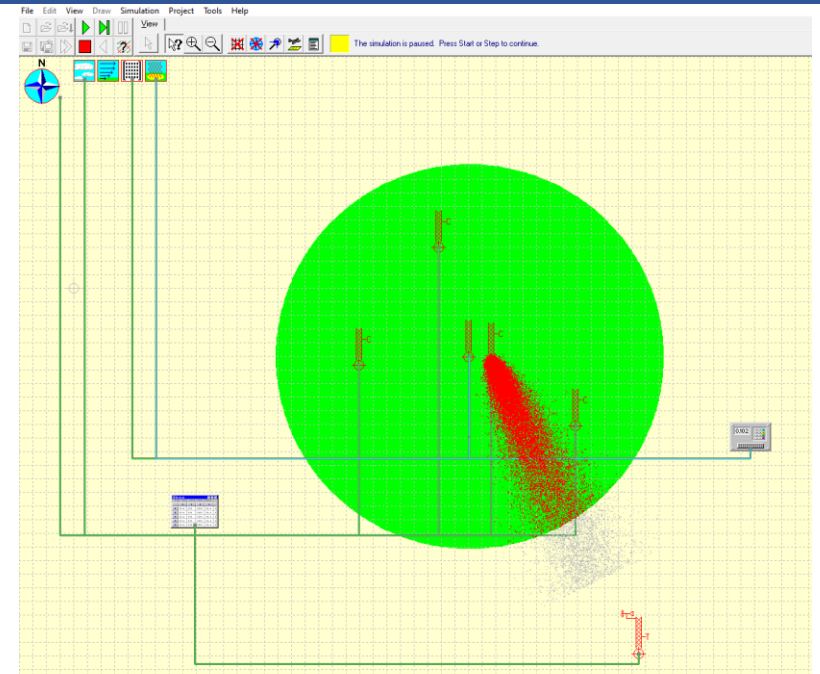 File Edit View Draw Simulation Project Tools Help
View
The simulation is paused. Press Start or Step to continue.
N
C
C
C
C
0.102
T